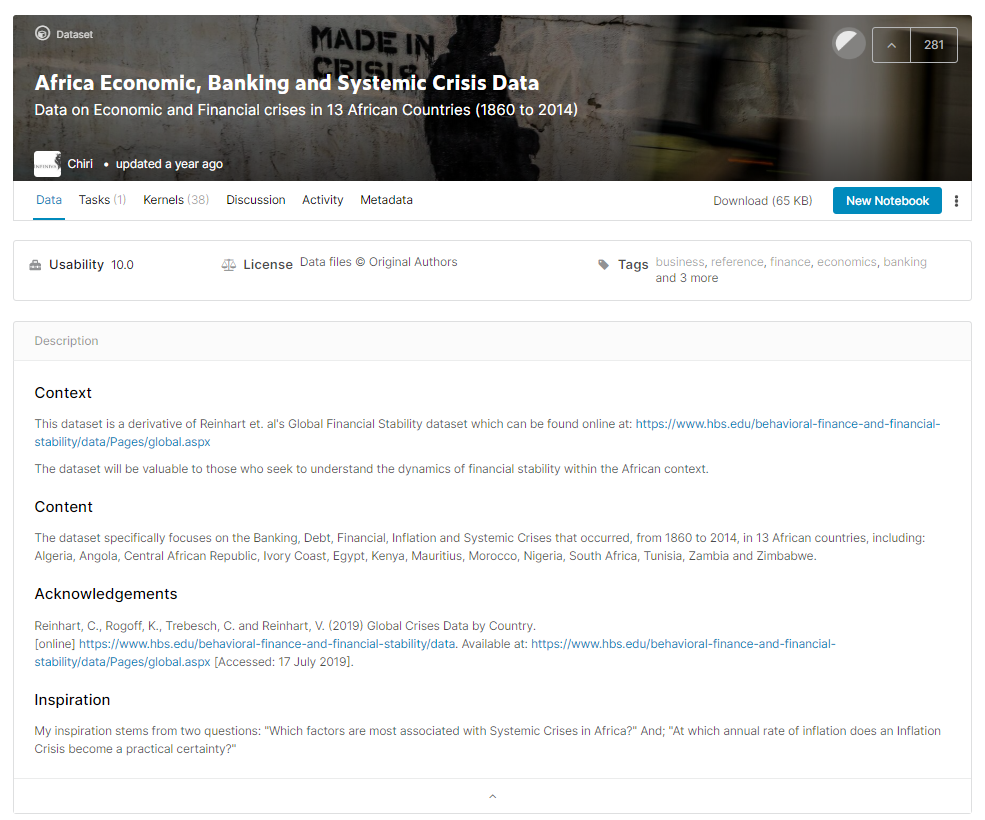 Dataset
MADE IN
CRISIS
281
Africa Economic, Banking and Systemic Crisis Data
Data on Economic and Financial crises in 13 African Countries (1860 to 2014)
Chiri • updated a year ago
Data Tasks (1) Kernels (38) Discussion Activity Metadata Download (65 KB) New Notebook
Usability 10.0 License Data files © Original Authors Tags business, reference, finance, economics, banking
and 3 more
Description
Context
This dataset is a derivative of Reinhart et. al's Global Financial Stability dataset which can be found online at: https://www.hbs.edu/behavioral-finance-and-financial-
stability/data/Pages/global.aspx
The dataset will be valuable to those who seek to understand the dynamics of financial stability within the African context.
Content
The dataset specifically focuses on the Banking, Debt, Financial, Inflation and Systemic Crises that occurred, from 1860 to 2014, in 13 African countries, including:
Algeria, Angola, Central African Republic, Ivory Coast, Egypt, Kenya, Mauritius, Morocco, Nigeria, South Africa, Tunisia, Zambia and Zimbabwe.
Acknowledgements
Reinhart, C., Rogoff, K., Trebesch, C. and Reinhart, V. (2019) Global Crises Data by Country.
[online] https://www.hbs.edu/behavioral-finance-and-financial-stability/data. Available at: https://www.hbs.edu/behavioral-finance-and-financial-
stability/data/Pages/global.aspx [Accessed: 17 July 2019].
Inspiration
My inspiration stems from two questions: "Which factors are most associated with Systemic Crises in Africa?" And; "At which annual rate of inflation does an Inflation
Crisis become a practical certainty?"